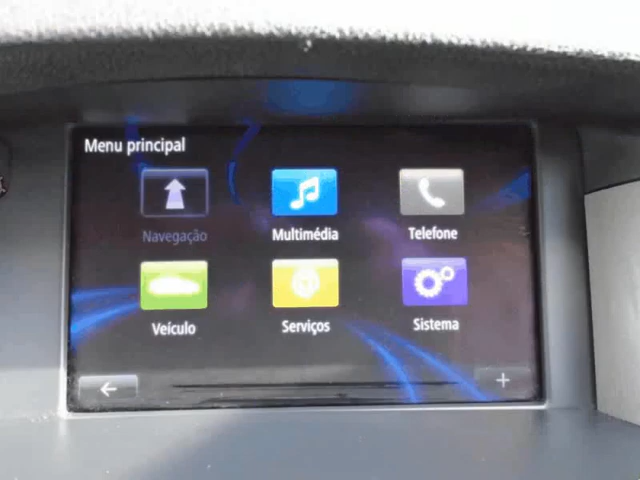 Menu principal
Navegação
Multimédia
Telefone
Veículo
Serviços
Sistema